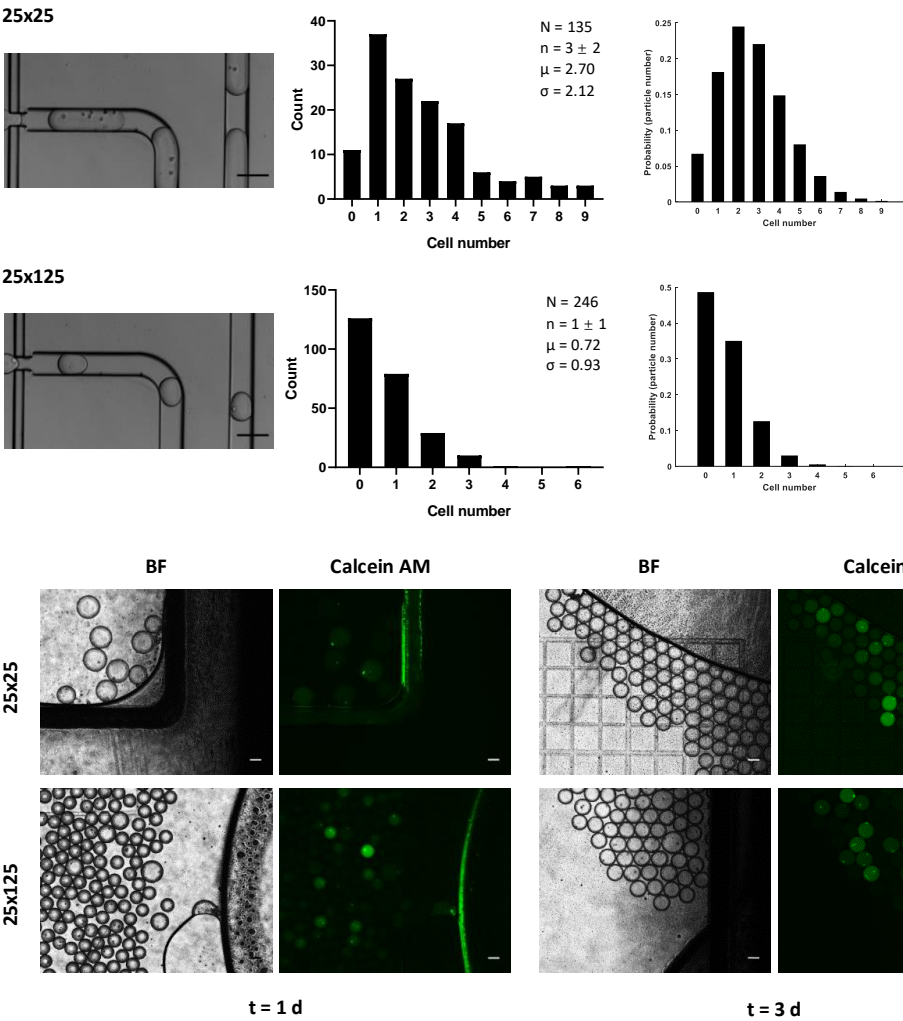 25x25
N = 135
n = 3 ± 2
μ = 2.70
σ = 2.12
Count
40
30
20
10
0
0 1 2 3 4 5 6 7 8 9
Cell number
Probability (particle number)
0.25
0.2
0.15
0.1
0.05
0
0 1 2 3 4 5 6 7 8 9
Cell number
25x125
N = 246
n = 1 ± 1
μ = 0.72
σ = 0.93
Count
150
100
50
0
0 1 2 3 4 5 6
Cell number
Probability (particle number)
0.5
0.4
0.3
0.2
0.1
0
0 1 2 3 4 5 6
Cell number
BF
Calcein AM
BF
Calcein
25x25
25x125
t = 1 d
t = 3 d